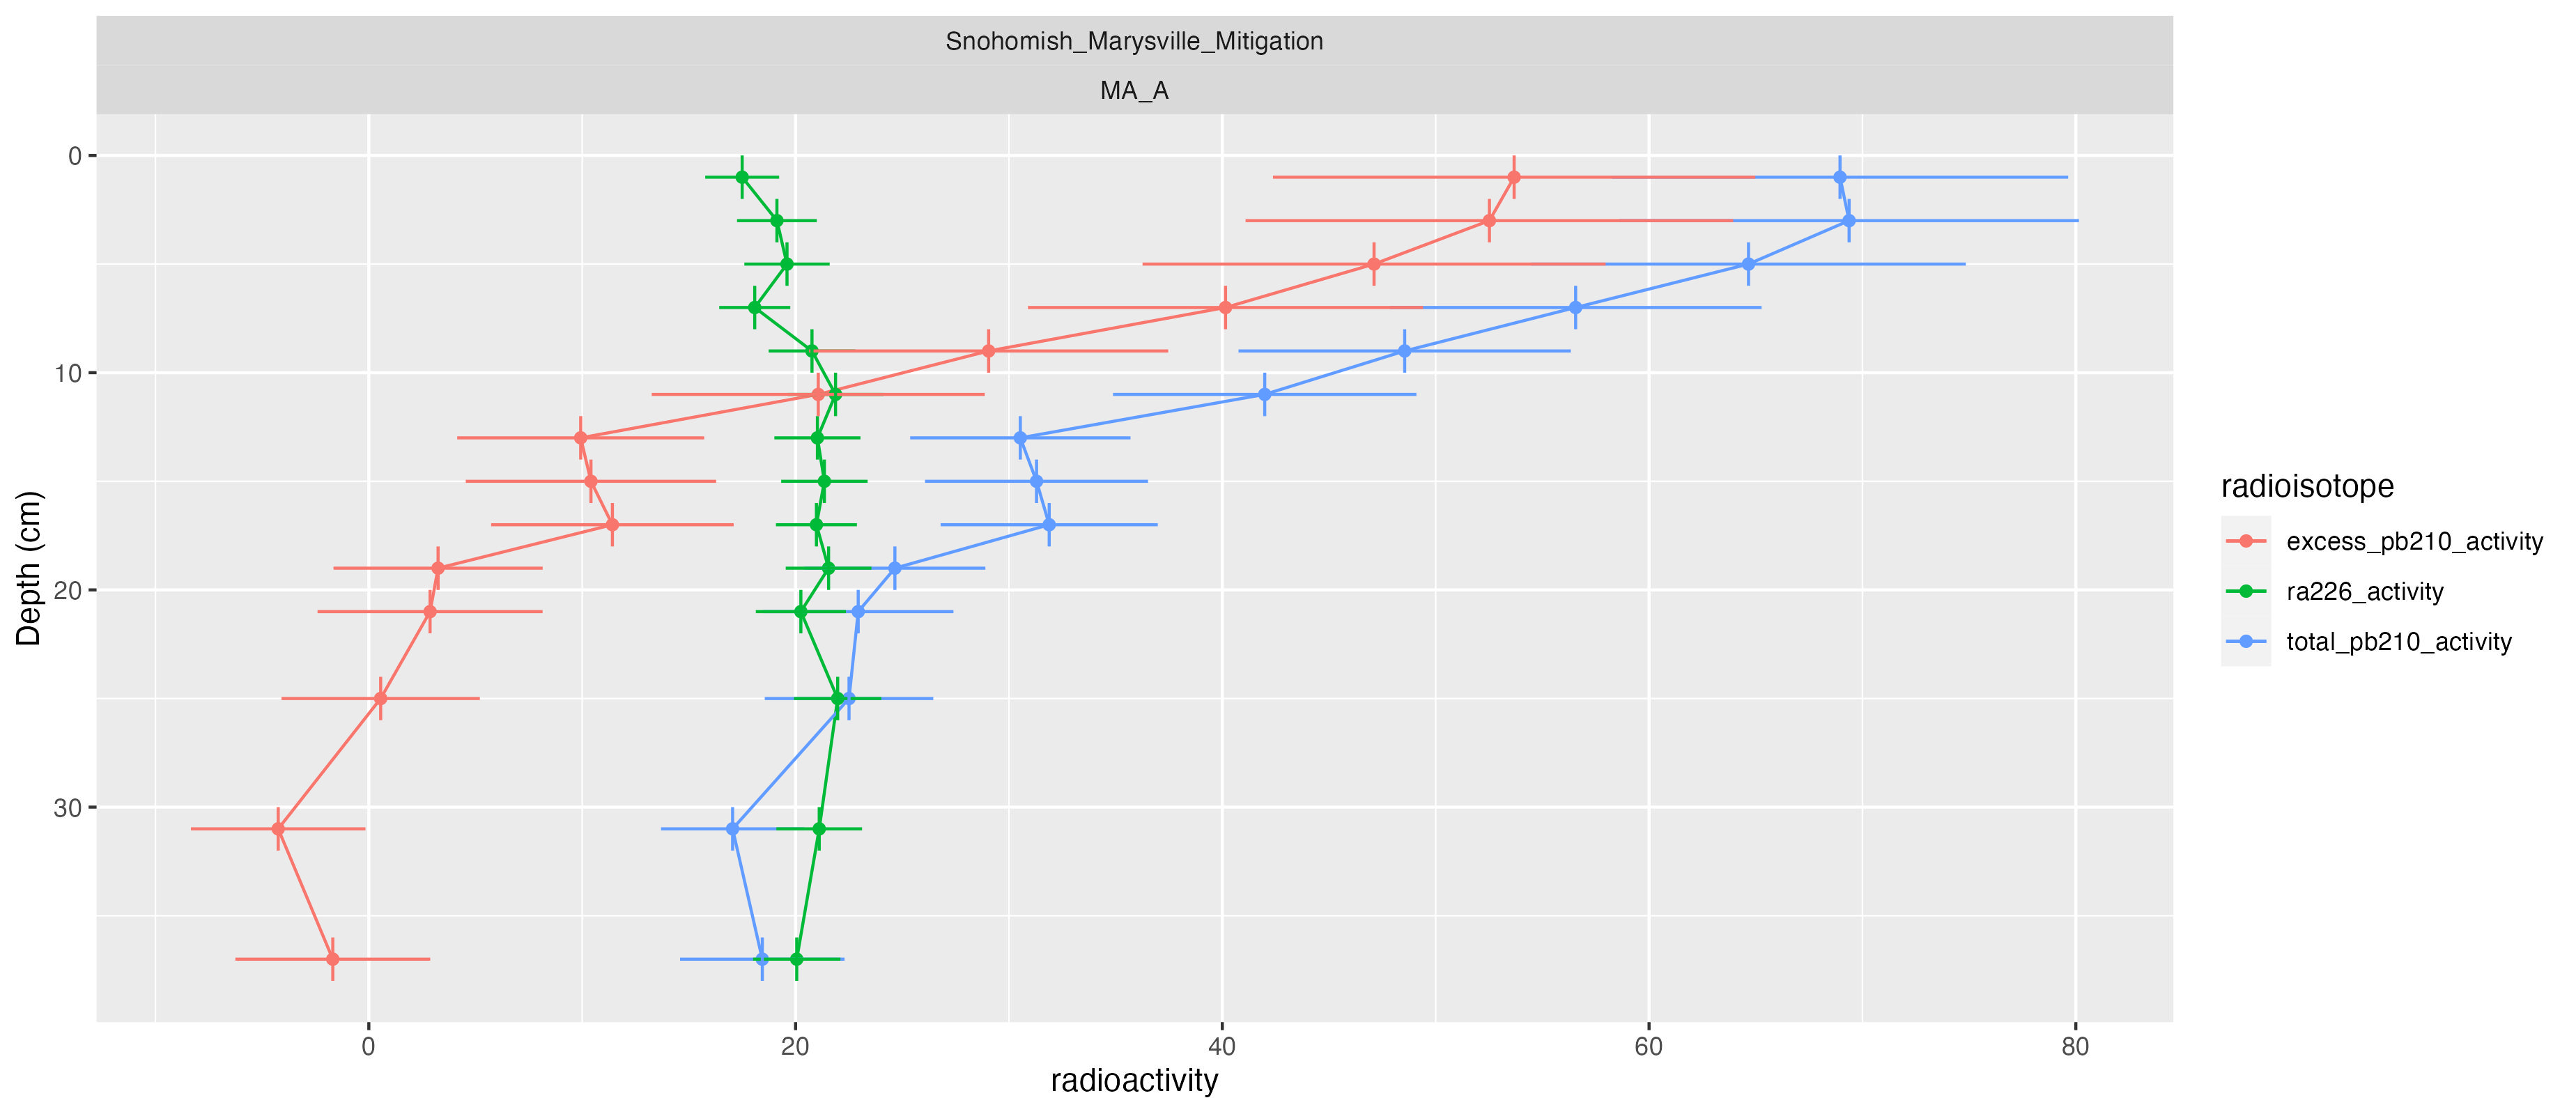 Snohomish_Marysville_Mitigation
MA_A
0
10
20
30
Depth (cm)
0 20 40 60 80
radioactivity
radioisotope
excess_pb210_activity
ra226_activity
total_pb210_activity